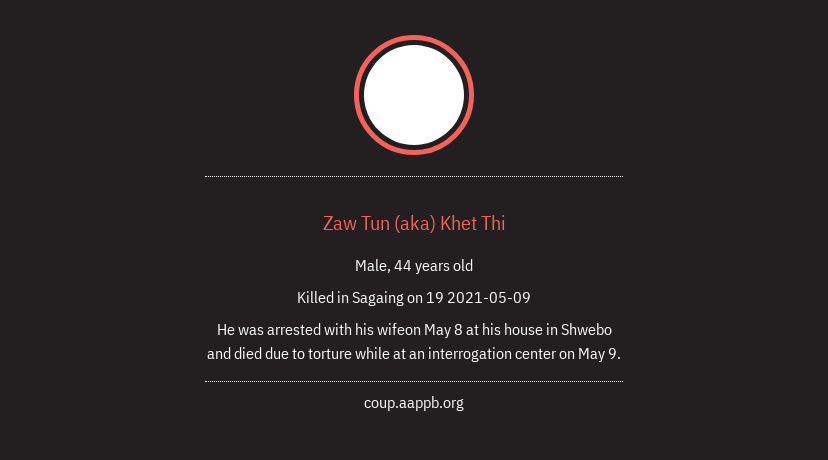 Zaw Tun (aka) Khet Thi
Male, 44 years old
Killed in Sagaing on 19 2021-05-09
He was arrested with his wifeon May 8 at his house in Shwebo
and died due to torture while at an interrogation center on May 9.
coup.aappb.org